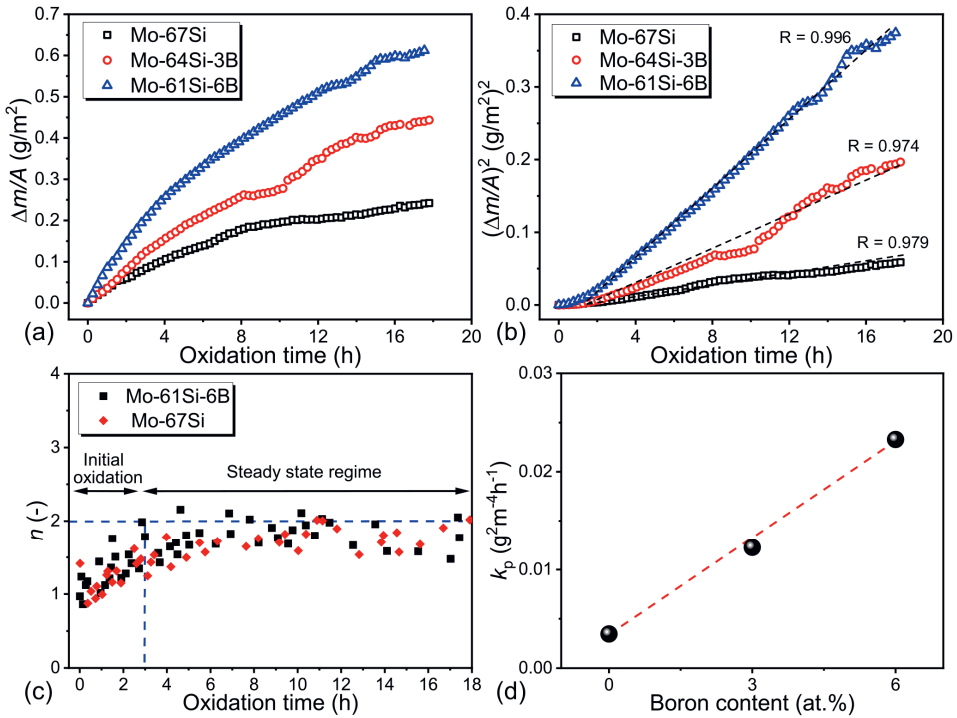 Mo-67Si
Mo-64Si-3B
Mo-61Si-6B
0.7
0.6
0.5
0.4
0.3
0.2
0.1
0.0
Δm/A (g/m²)
0 4 8 12 16 20
(a) Oxidation time (h)
Mo-67Si
Mo-64Si-3B
Mo-61Si-6B
R = 0.996
R = 0.974
R = 0.979
0.4
0.3
0.2
0.1
0.0
(Δm/A)² (g/m²)²
0 4 8 12 16 20
(b) Oxidation time (h)
Mo-61Si-6B
Mo-67Si
Initial
oxidation
Steady state regime
4
3
2
1
0
n (-)
0 2 4 6 8 10 12 14 16 18
(c) Oxidation time (h)
0.03
0.02
0.01
0.00
kₚ (g²m⁻⁴h⁻¹)
0 3 6
(d) Boron content (at.%)